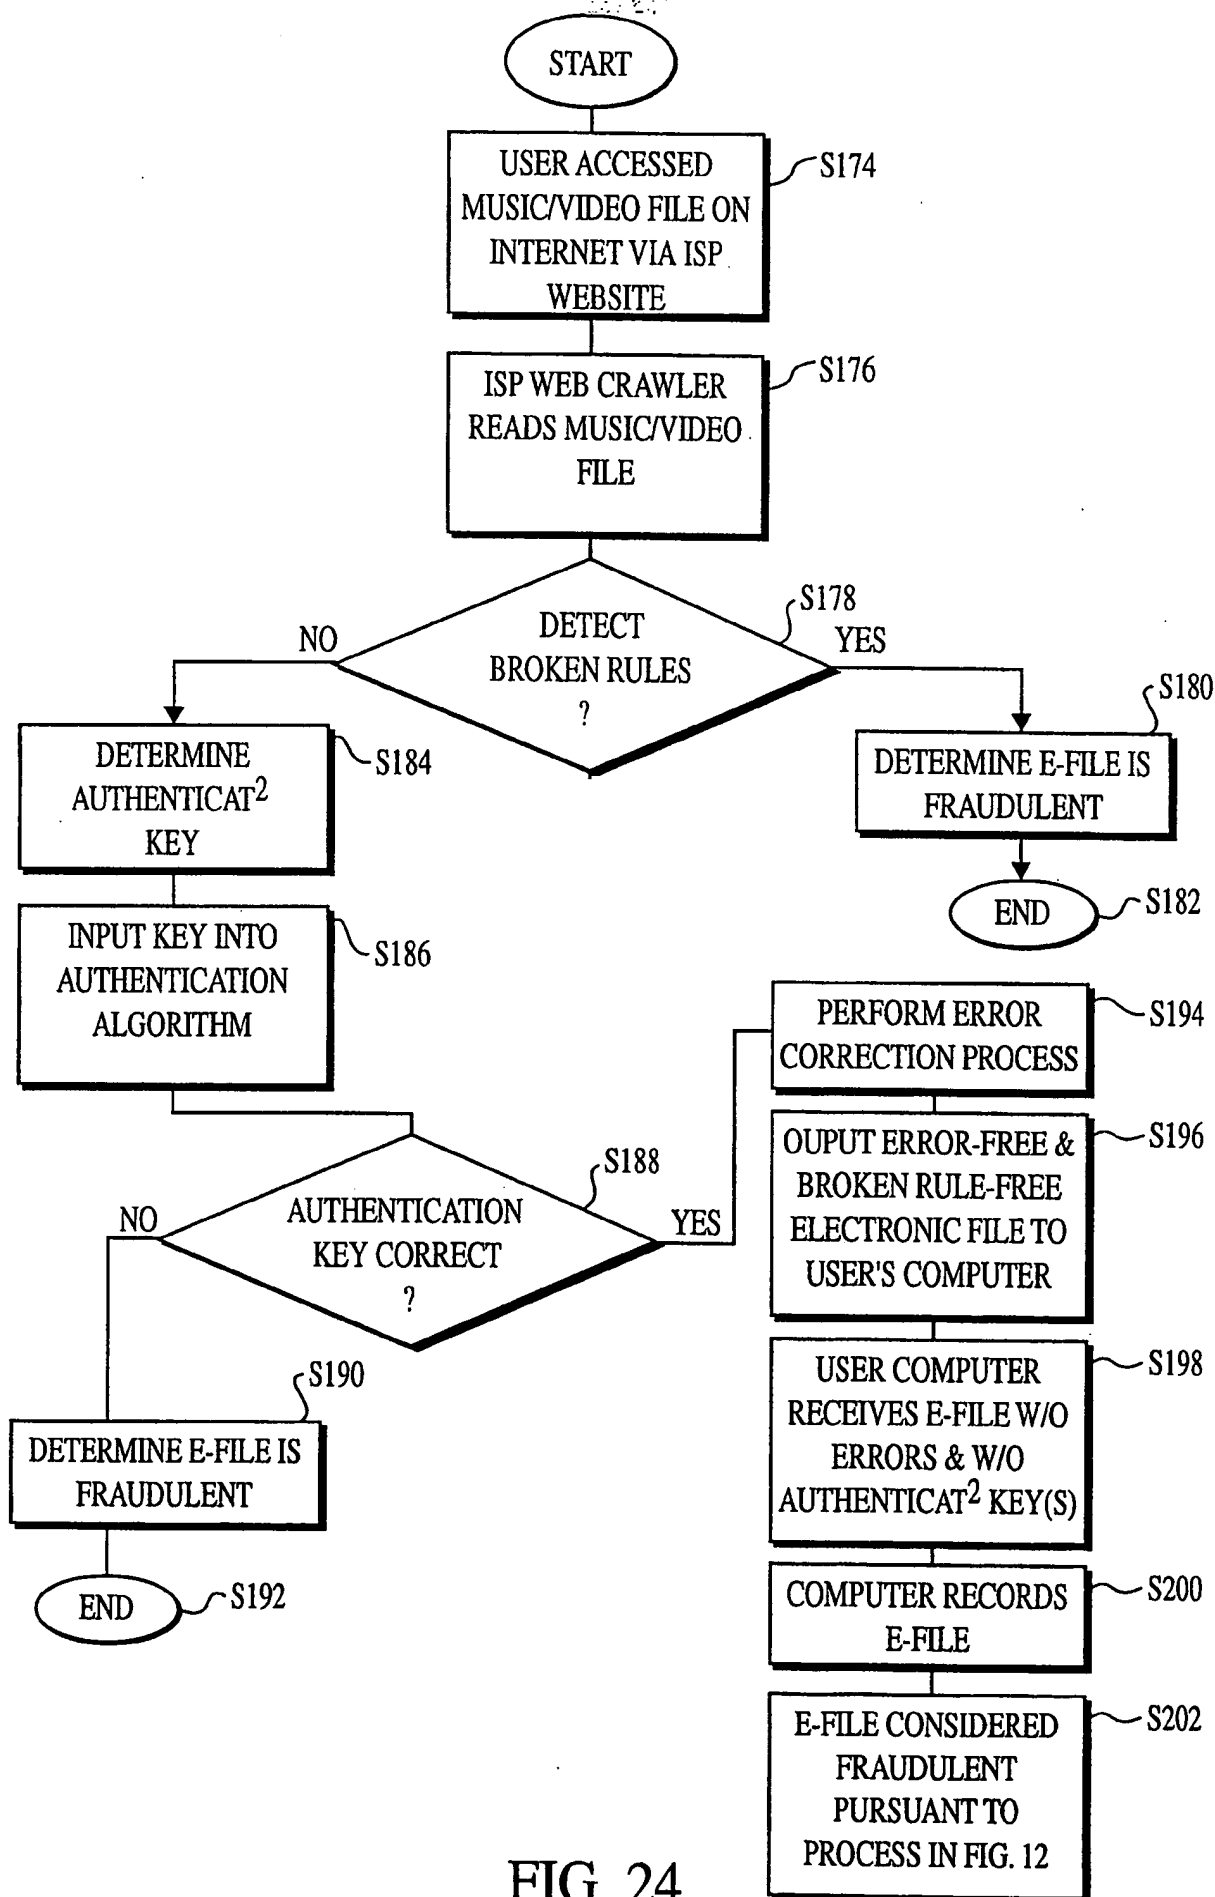 START
USER ACCESSED
MUSIC/VIDEO FILE ON
INTERNET VIA ISP
WEBSITE
S174
ISP WEB CRAWLER
READS MUSIC/VIDEO
FILE
S176
DETECT
BROKEN RULES
?
S178
NO
YES
DETERMINE
AUTHENTICAT²
KEY
S184
DETERMINE E-FILE IS
FRAUDULENT
S180
END
S182
INPUT KEY INTO
AUTHENTICATION
ALGORITHM
S186
AUTHENTICATION
KEY CORRECT
?
S188
NO
YES
DETERMINE E-FILE IS
FRAUDULENT
S190
END
S192
PERFORM ERROR
CORRECTION PROCESS
S194
OUPUT ERROR-FREE &
BROKEN RULE-FREE
ELECTRONIC FILE TO
USER'S COMPUTER
S196
USER COMPUTER
RECEIVES E-FILE W/O
ERRORS & W/O
AUTHENTICAT² KEY(S)
S198
COMPUTER RECORDS
E-FILE
S200
E-FILE CONSIDERED
FRAUDULENT
PURSUANT TO
PROCESS IN FIG. 12
S202
FIG. 24